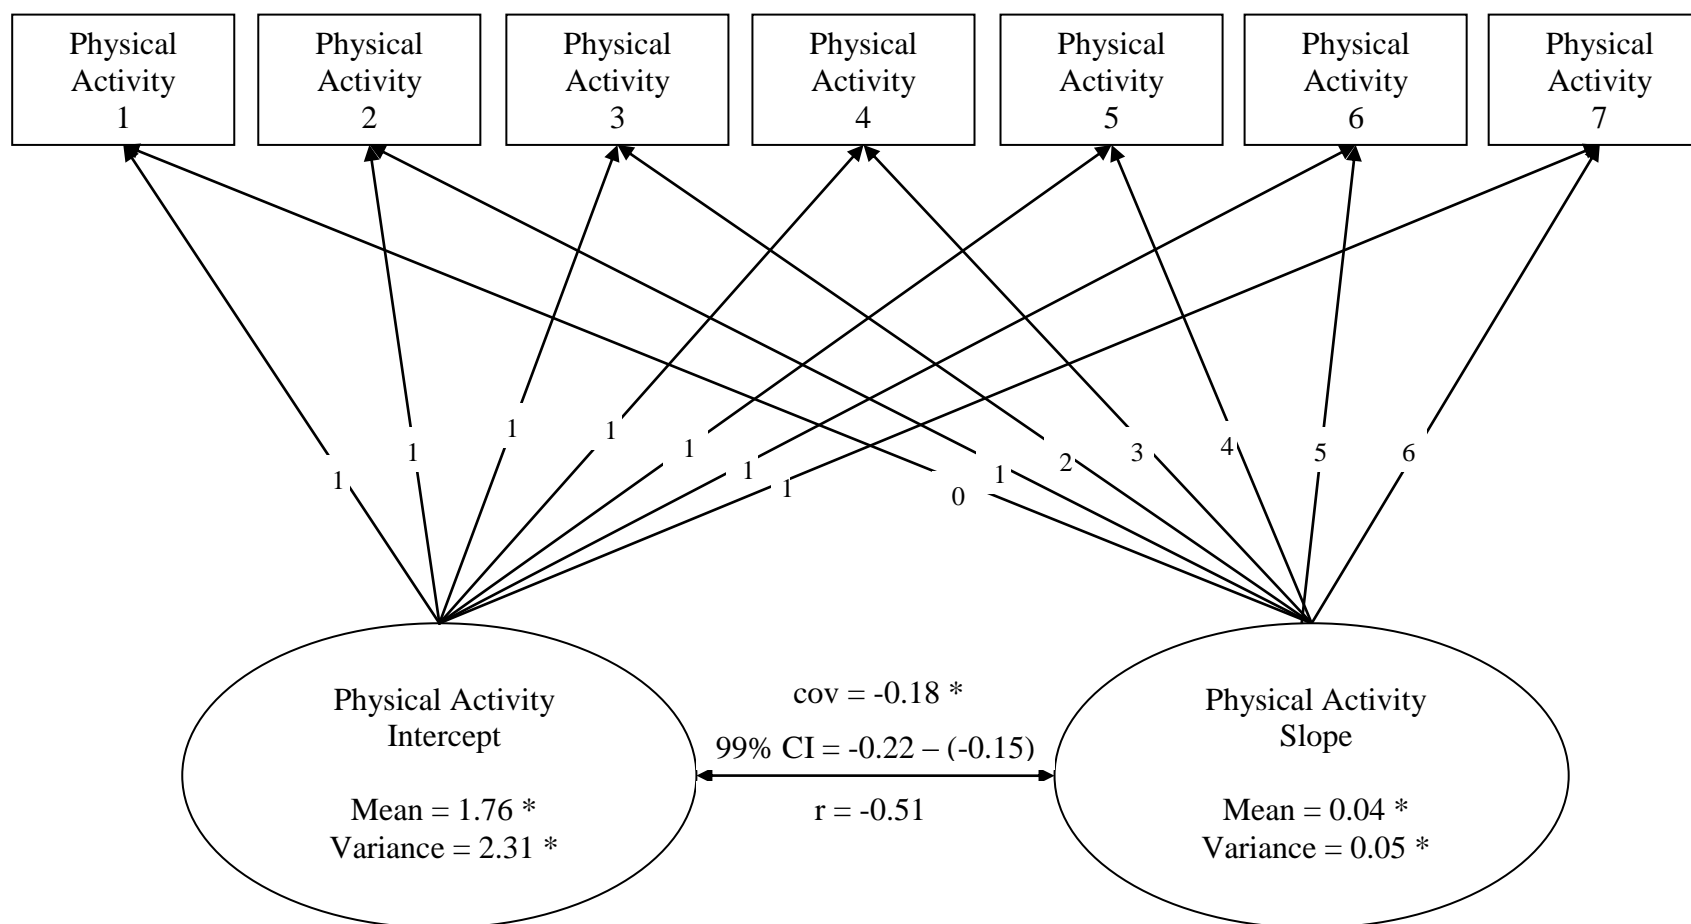 Physical
Activity
1
Physical
Activity
2
Physical
Activity
3
Physical
Activity
4
Physical
Activity
5
Physical
Activity
6
Physical
Activity
7
1
1
1
1
1
1
1
0
1
2
3
4
5
6
Physical Activity
Intercept
Mean = 1.76 *
Variance = 2.31 *
cov = -0.18 *
99% CI = -0.22 – (-0.15)
r = -0.51
Physical Activity
Slope
Mean = 0.04 *
Variance = 0.05 *